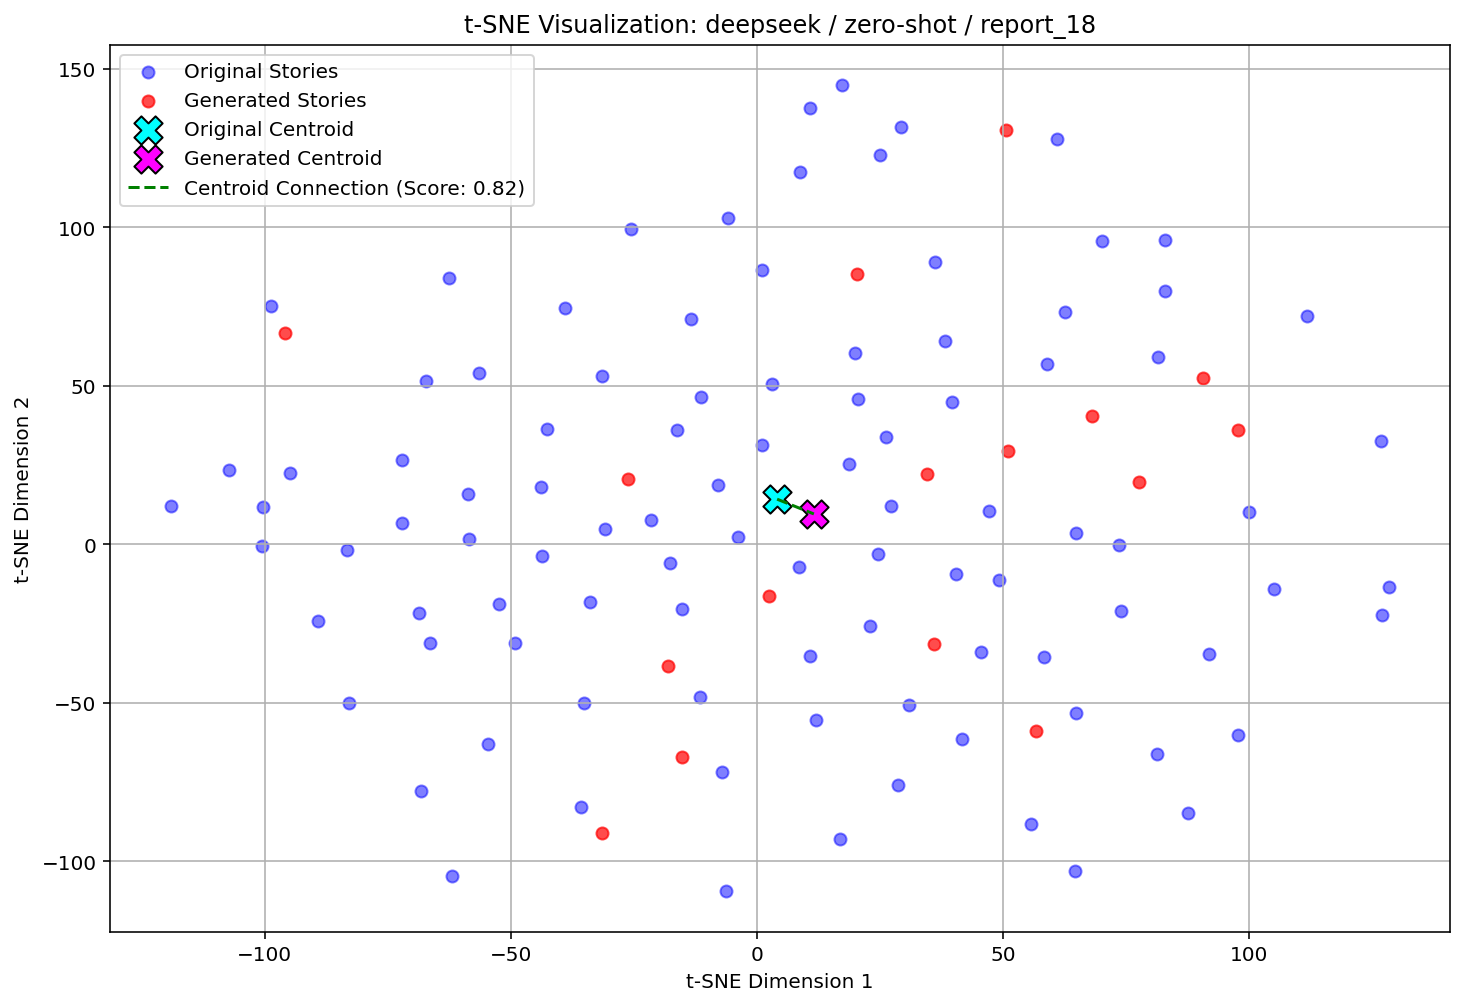 t-SNE Visualization: deepseek / zero-shot / report_18
Original Stories
Generated Stories
Original Centroid
Generated Centroid
Centroid Connection (Score: 0.82)
150
100
50
0
−50
−100
t-SNE Dimension 2
−100
−50
0
50
100
t-SNE Dimension 1